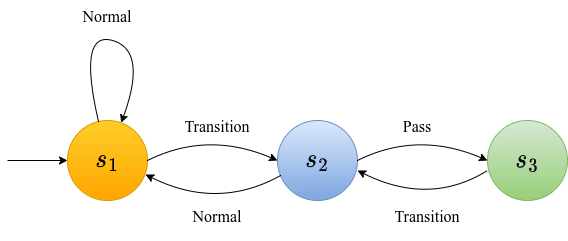 Normal
Transition
Pass
s1
s2
s3
Normal
Transition